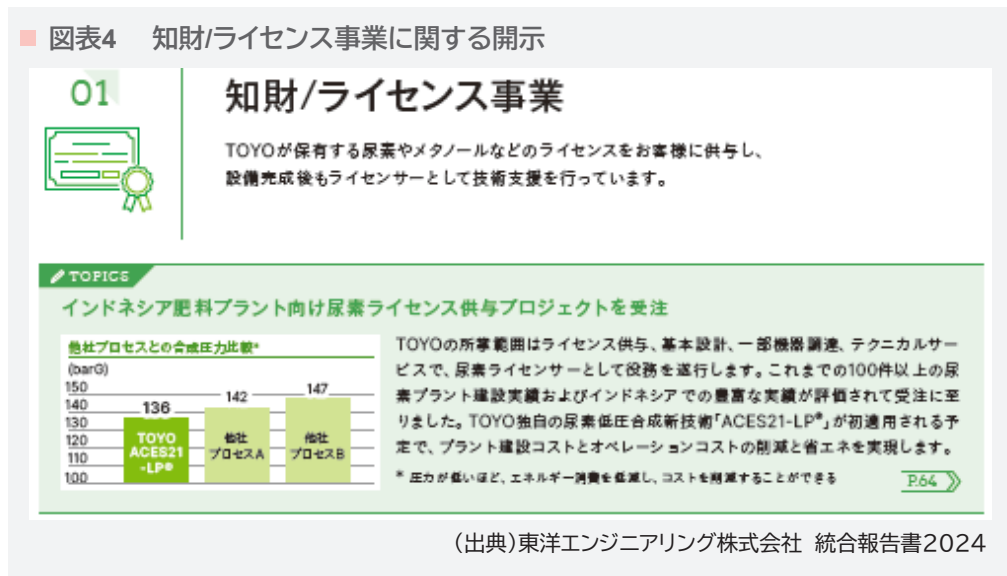 図表4 知財/ライセンス事業に関する開示
01
知財/ライセンス事業
TOYOが保有する尿素やメタノールなどのライセンスをお客様に供与し、
設備完成後もライセンサーとして技術支援を行っています。
TOPICS
インドネシア肥料プラント向け尿素ライセンス供与プロジェクトを受注
他社プロセスとの合成圧力比較*
(barG)
150
140
130
120
110
100
136
142
147
TOYO
ACES21
-LP®
他社
プロセスA
他社
プロセスB
TOYOの所掌範囲はライセンス供与、基本設計、一部機器調達、テクニカルサー
ビスで、尿素ライセンサーとして役務を遂行します。これまでの100件以上の尿
素プラント建設実績およびインドネシアでの豊富な実績が評価されて受注に至
りました。TOYO独自の尿素低圧合成新技術「ACES21-LP®」が初適用される予
定で、プラント建設コストとオペレーションコストの削減と省エネを実現します。
* 圧力が低いほど、エネルギー消費を低減し、コストを削減することができる
P.64
（出典）東洋エンジニアリング株式会社 統合報告書2024